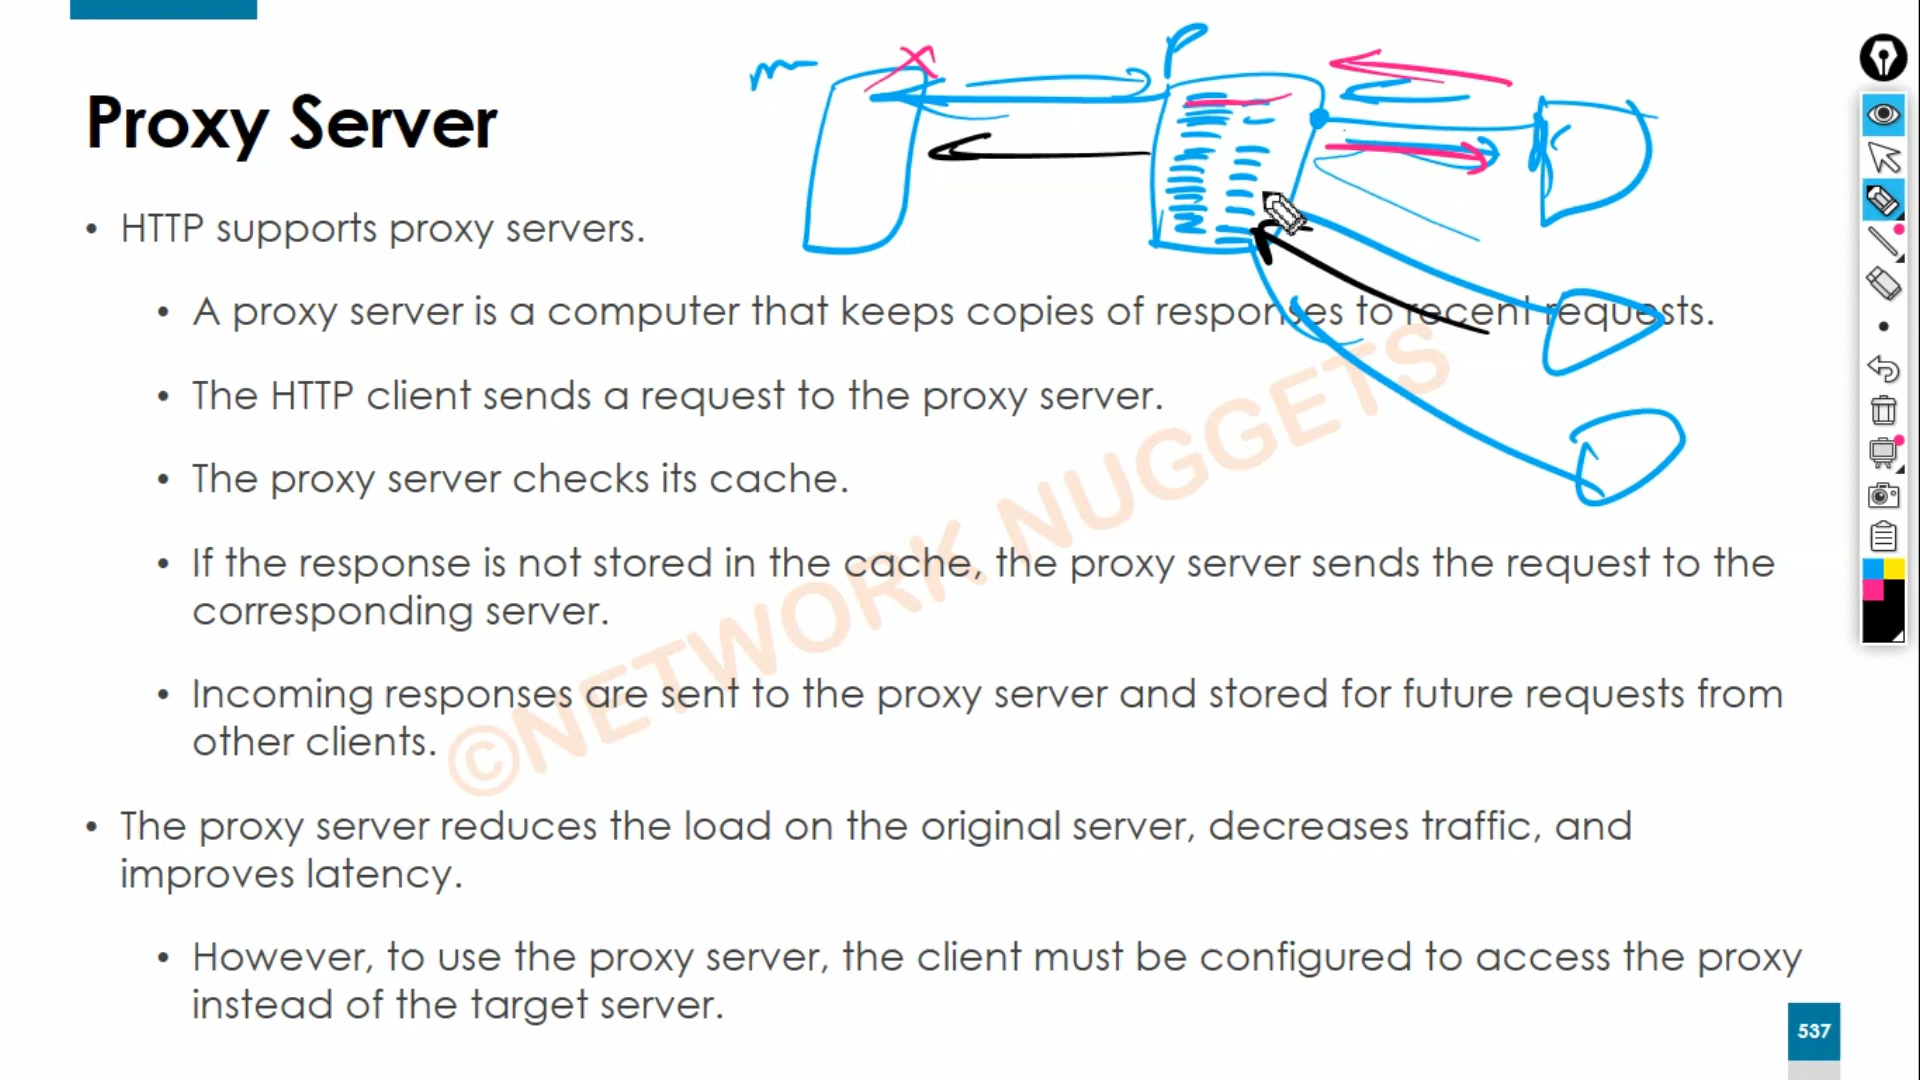 Proxy Server
• HTTP supports proxy servers.
• A proxy server is a computer that keeps copies of responses to recent requests.
• The HTTP client sends a request to the proxy server.
• The proxy server checks its cache.
• If the response is not stored in the cache, the proxy server sends the request to the
corresponding server.
• Incoming responses are sent to the proxy server and stored for future requests from
other clients.
• The proxy server reduces the load on the original server, decreases traffic, and
improves latency.
• However, to use the proxy server, the client must be configured to access the proxy
instead of the target server.
©NETWORK NUGGETS
537